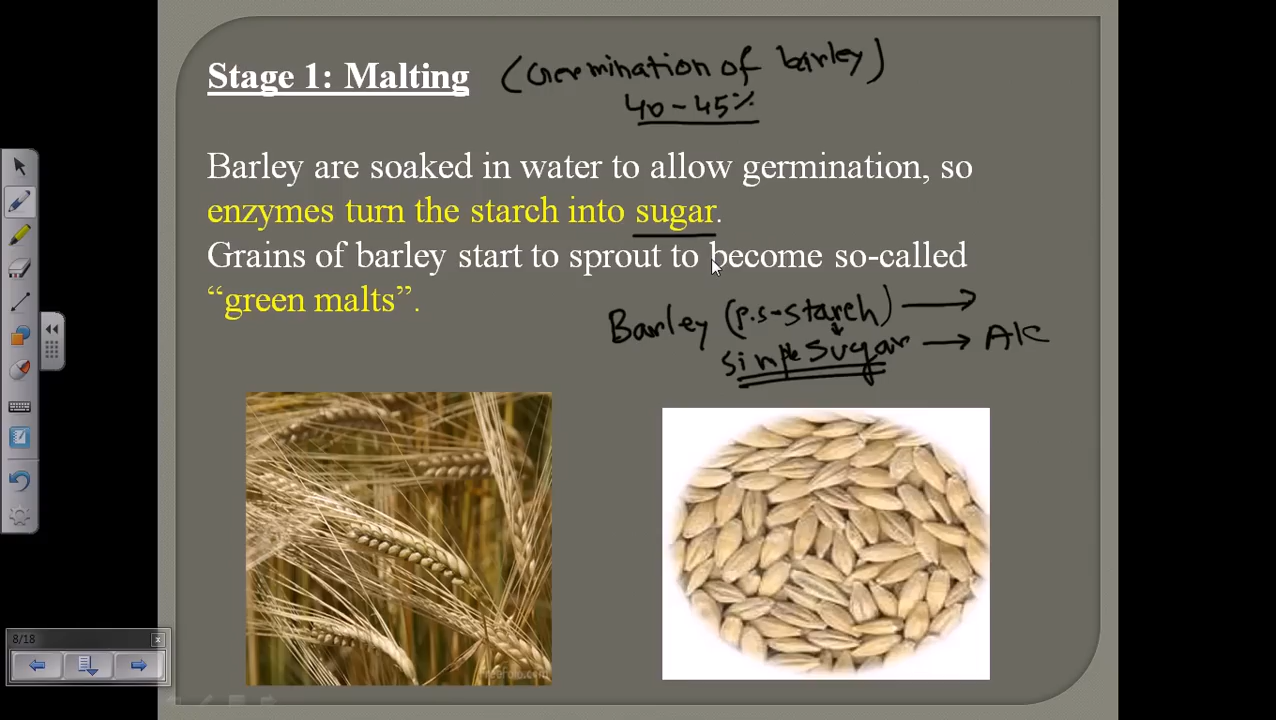 Stage 1: Malting (Germination of barley)
40-45%
Barley are soaked in water to allow germination, so
enzymes turn the starch into sugar.
Grains of barley start to sprout to become so-called
“green malts”.
Barley (p.s-starch) →
simple sugar → Alc
freefoto.com
8/18